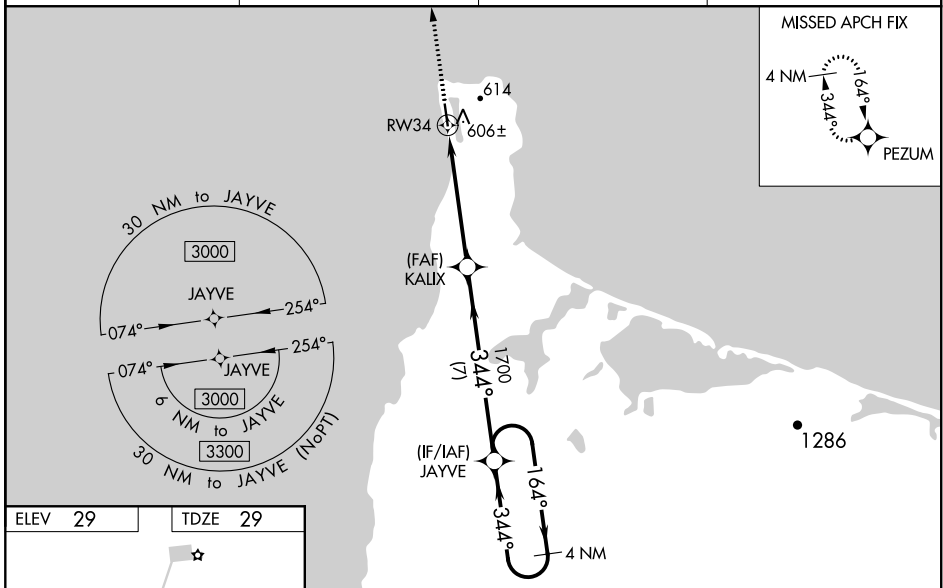 MISSED APCH FIX
4 NM
164°
344°
PEZUM
614
RW34
606±
30 NM to JAYVE
3000
JAYVE
074°
254°
074°
254°
JAYVE
3000
6 NM to JAYVE
3300
30 NM to JAYVE (NoPT)
(FAF)
KALIX
1700
344°
(7)
1286
(IF/IAF)
JAYVE
164°
344°
4 NM
ELEV 29
TDZE 29